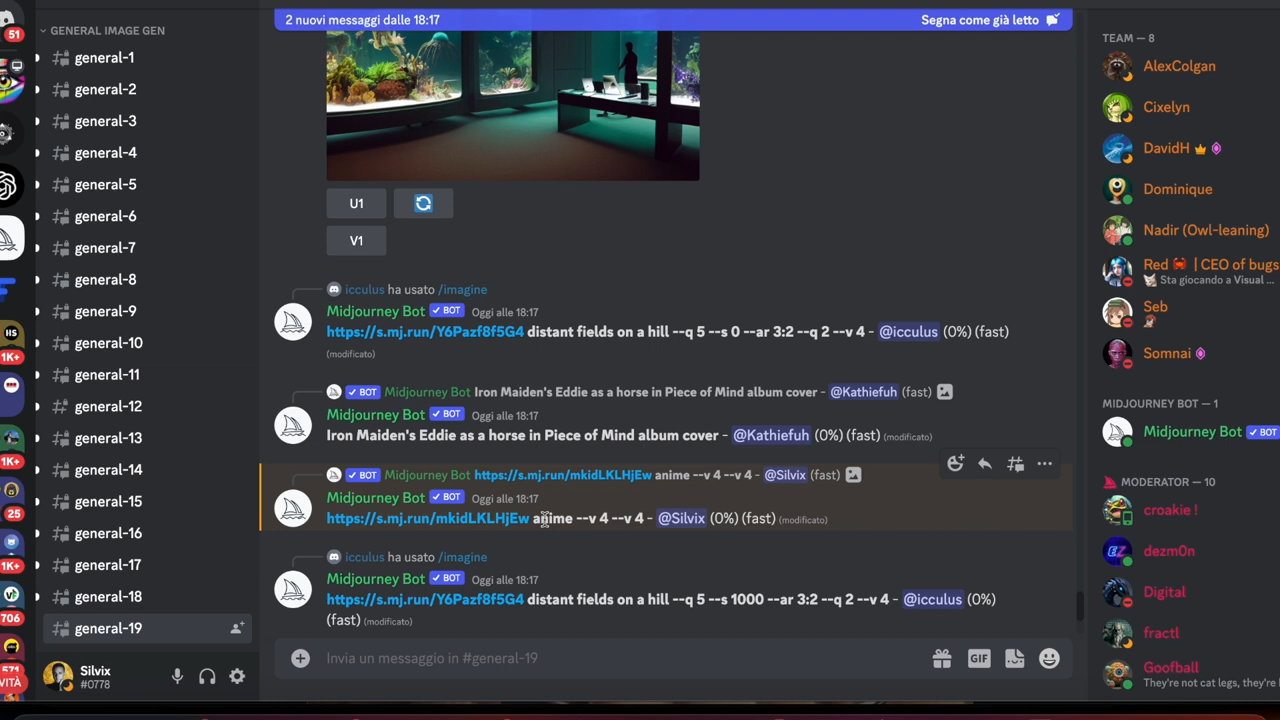 2 nuovi messaggi dalle 18:17
Segna come già letto
51
1K+
1K+
25
1K+
706
571
VITÀ
GENERAL IMAGE GEN
general-1
general-2
general-3
general-4
general-5
general-6
general-7
general-8
general-9
general-10
general-11
general-12
general-13
general-14
general-15
general-16
general-17
general-18
general-19
Silvix
#0778
U1
V1
icculus ha usato /imagine
Midjourney Bot ✓ BOT Oggi alle 18:17
https://s.mj.run/Y6Pazf8f5G4 distant fields on a hill --q 5 --s 0 --ar 3:2 --q 2 --v 4 - @icculus (0%) (fast)
(modificato)
✓ BOT Midjourney Bot Iron Maiden's Eddie as a horse in Piece of Mind album cover - @Kathiefuh (fast)
Midjourney Bot ✓ BOT Oggi alle 18:17
Iron Maiden's Eddie as a horse in Piece of Mind album cover - @Kathiefuh (0%) (fast) (modificato)
✓ BOT Midjourney Bot https://s.mj.run/mkidLKLHjEw anime --v 4 --v 4 - @Silvix (fast)
Midjourney Bot ✓ BOT Oggi alle 18:17
https://s.mj.run/mkidLKLHjEw anime --v 4 --v 4 - @Silvix (0%) (fast) (modificato)
icculus ha usato /imagine
Midjourney Bot ✓ BOT Oggi alle 18:17
https://s.mj.run/Y6Pazf8f5G4 distant fields on a hill --q 5 --s 1000 --ar 3:2 --q 2 --v 4 - @icculus (0%)
(fast) (modificato)
Invia un messaggio in #general-19
GIF
TEAM — 8
AlexColgan
Cixelyn
DavidH
Dominique
Nadir (Owl-leaning)
Red 🦀 | CEO of bugs
Sta giocando a Visual ...
Seb
Somnai
MIDJOURNEY BOT — 1
Midjourney Bot ✓ BOT
MODERATOR — 10
croakie !
dezm0n
Digital
fractl
Goofball
They're not cat legs, they're